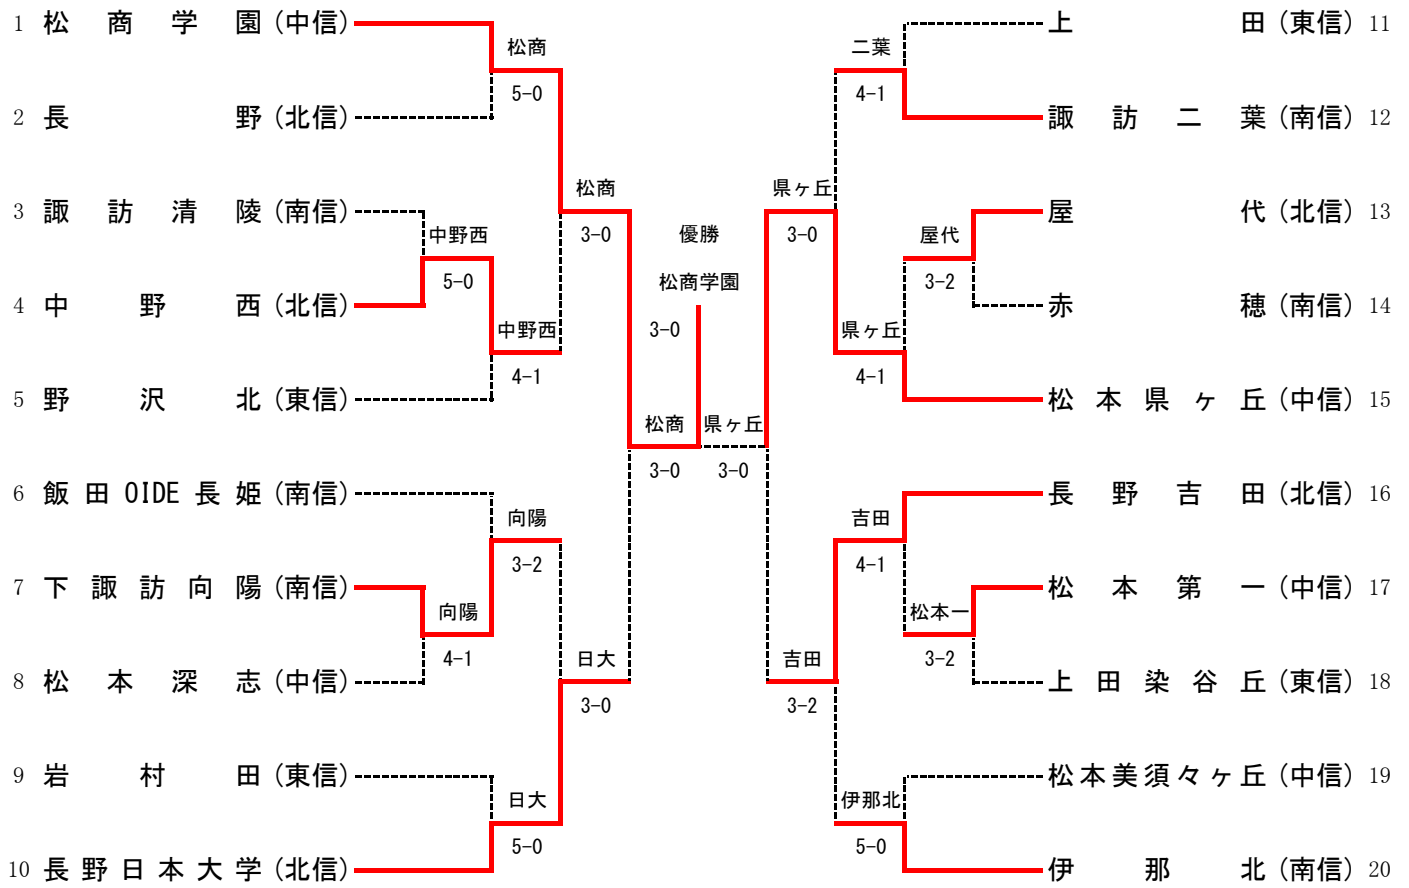 1 松商学園(中信)
2 長野(北信)
3 諏訪清陵(南信)
4 中野西(北信)
5 野沢北(東信)
6 飯田OIDE長姫(南信)
7 下諏訪向陽(南信)
8 松本深志(中信)
9 岩村田(東信)
10 長野日本大学(北信)
松商
5-0
中野西
5-0
中野西
4-1
松商
3-0
向陽
3-2
向陽
4-1
日大
3-0
日大
5-0
優勝
松商学園
3-0
松商
3-0
県ヶ丘
3-0
県ヶ丘
3-0
二葉
4-1
屋代
3-2
県ヶ丘
4-1
吉田
4-1
松本一
3-2
吉田
3-2
伊那北
5-0
上田(東信) 11
諏訪二葉(南信) 12
屋代(北信) 13
赤穂(南信) 14
松本県ヶ丘(中信) 15
長野吉田(北信) 16
松本第一(中信) 17
上田染谷丘(東信) 18
松本美須々ヶ丘(中信) 19
伊那北(南信) 20